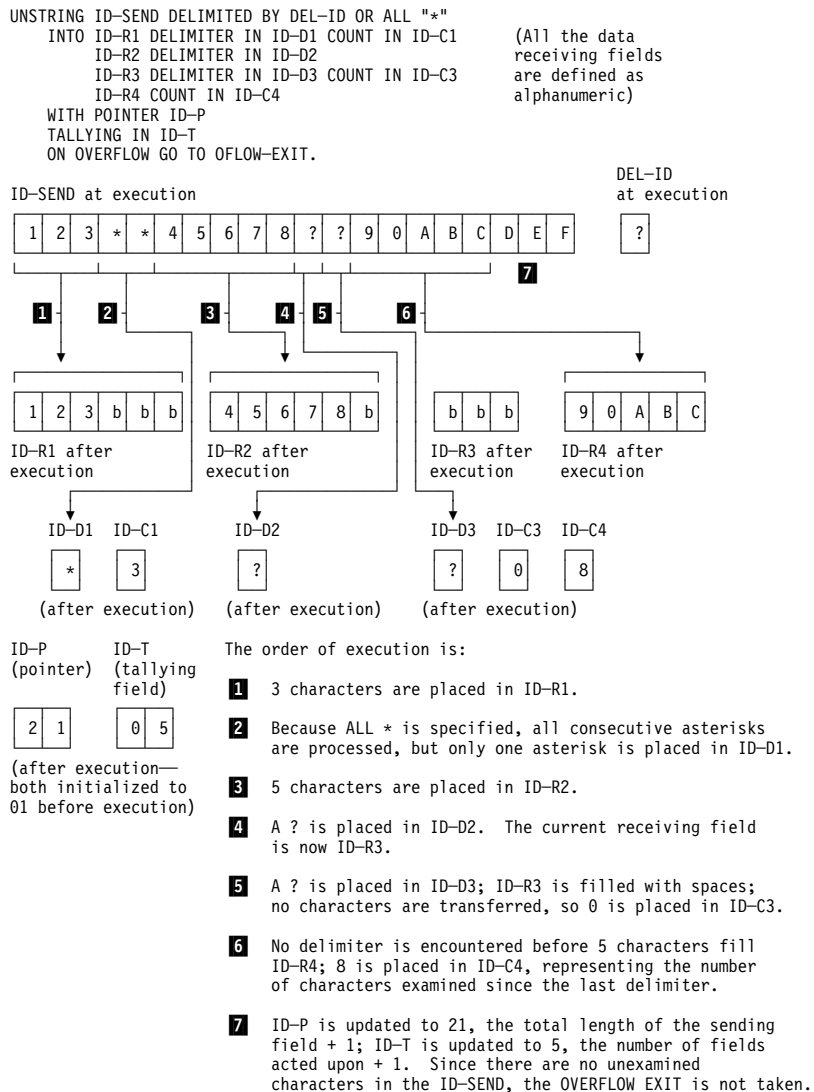 UNSTRING ID—SEND DELIMITED BY DEL—ID OR ALL "*"
INTO ID—R1 DELIMITER IN ID—D1 COUNT IN ID—C1
ID—R2 DELIMITER IN ID—D2
ID—R3 DELIMITER IN ID—D3 COUNT IN ID—C3
ID—R4 COUNT IN ID—C4
WITH POINTER ID—P
TALLYING IN ID—T
ON OVERFLOW GO TO OFLOW—EXIT.
(All the data
receiving fields
are defined as
alphanumeric)
DEL—ID
at execution
ID—SEND at execution
1 2 3 * * 4 5 6 7 8 ? ? 9 0 A B C D E F
?
7
1 2 3 4 5 6
1 2 3 b b b
4 5 6 7 8 b
b b b
9 0 A B C
ID—R1 after
execution
ID—R2 after
execution
ID—R3 after
execution
ID—R4 after
execution
ID—D1 ID—C1
* 3
(after execution)
ID—D2
?
(after execution)
ID—D3 ID—C3 ID—C4
? 0 8
(after execution)
ID—P
(pointer)
2 1
ID—T
(tallying
field)
0 5
(after execution——
both initialized to
01 before execution)
The order of execution is:
1 3 characters are placed in ID—R1.
2 Because ALL * is specified, all consecutive asterisks
are processed, but only one asterisk is placed in ID—D1.
3 5 characters are placed in ID—R2.
4 A ? is placed in ID—D2. The current receiving field
is now ID—R3.
5 A ? is placed in ID—D3; ID—R3 is filled with spaces;
no characters are transferred, so 0 is placed in ID—C3.
6 No delimiter is encountered before 5 characters fill
ID—R4; 8 is placed in ID—C4, representing the number
of characters examined since the last delimiter.
7 ID—P is updated to 21, the total length of the sending
field + 1; ID—T is updated to 5, the number of fields
acted upon + 1. Since there are no unexamined
characters in the ID—SEND, the OVERFLOW EXIT is not taken.